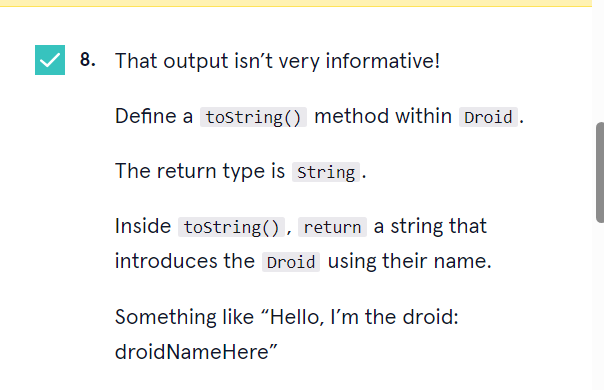 8. That output isn’t very informative!
Define a toString() method within Droid.
The return type is String.
Inside toString(), return a string that
introduces the Droid using their name.
Something like “Hello, I’m the droid:
droidNameHere”